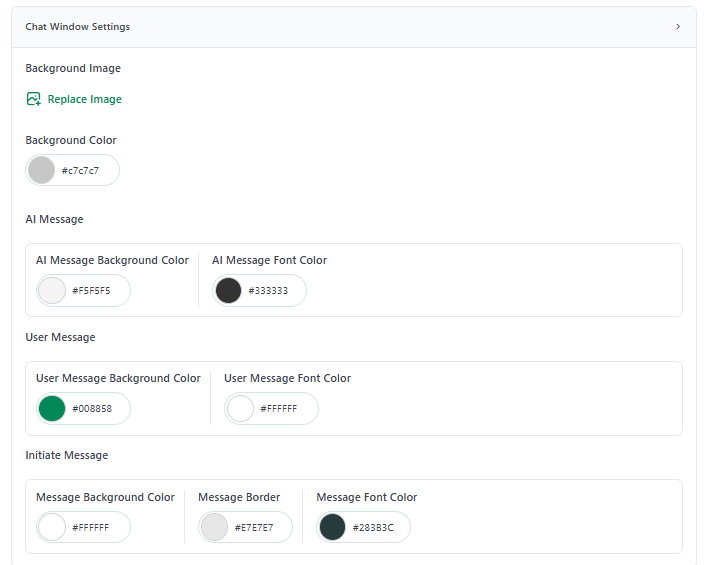 Chat Window Settings
Background Image
Replace Image
Background Color
#c7c7c7
AI Message
AI Message Background Color AI Message Font Color
#F5F5F5 #333333
User Message
User Message Background Color User Message Font Color
#008858 #FFFFFF
Initiate Message
Message Background Color Message Border Message Font Color
#FFFFFF #E7E7E7 #283B3C